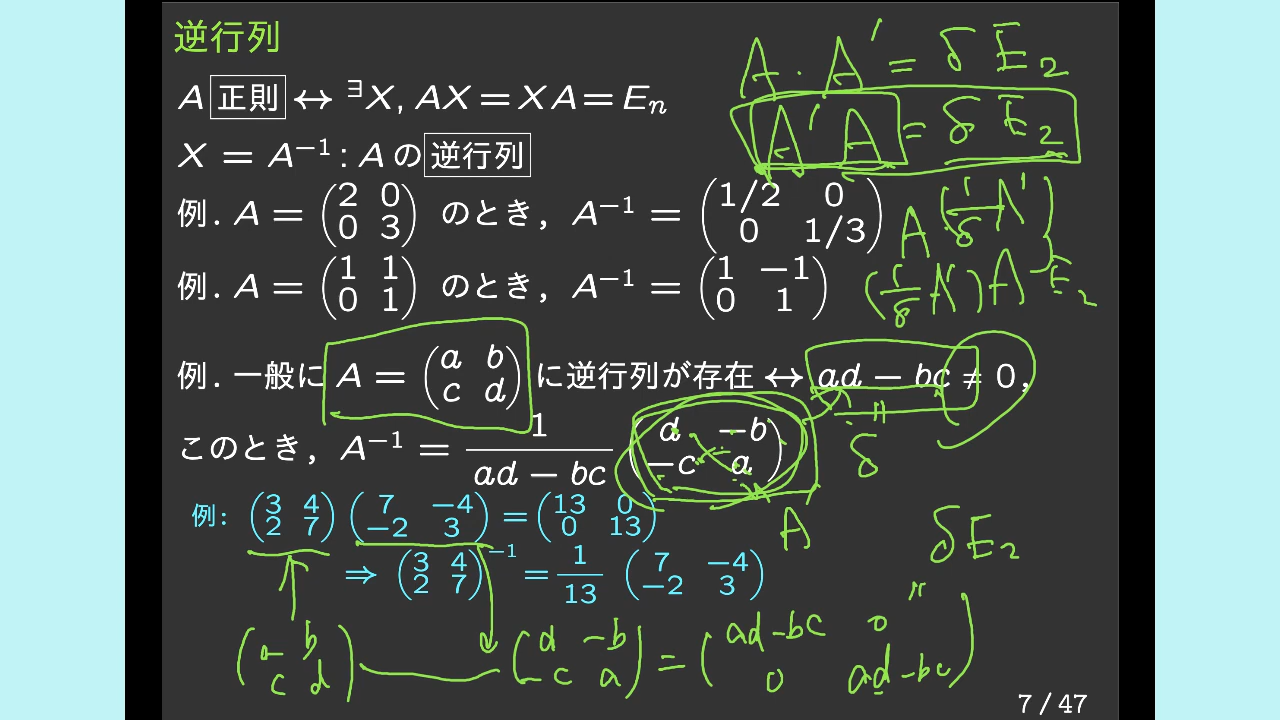 逆行列
A 正則 ↔ ∃X, AX = XA = Eₙ
X = A⁻¹ : A の 逆行列
例. A = (2 0 / 0 3) のとき, A⁻¹ = (1/2 0 / 0 1/3)
例. A = (1 1 / 0 1) のとき, A⁻¹ = (1 −1 / 0 1)
例. 一般に A = (a b / c d) に逆行列が存在 ↔ ad − bc ≠ 0,
このとき, A⁻¹ = 1/(ad − bc) (d −b / −c a)
例: (3 4 / 2 7) (7 −4 / −2 3) = (13 0 / 0 13)
⇒ (3 4 / 2 7)⁻¹ = 1/13 (7 −4 / −2 3)
A · A' = δ E₂
A' A = δ E₂
A (1/δ A')
(1/δ A') A E₂
δ
A
δE₂
(a b / c d) (d −b / −c a) = (ad−bc 0 / 0 ad−bc)
7 / 47